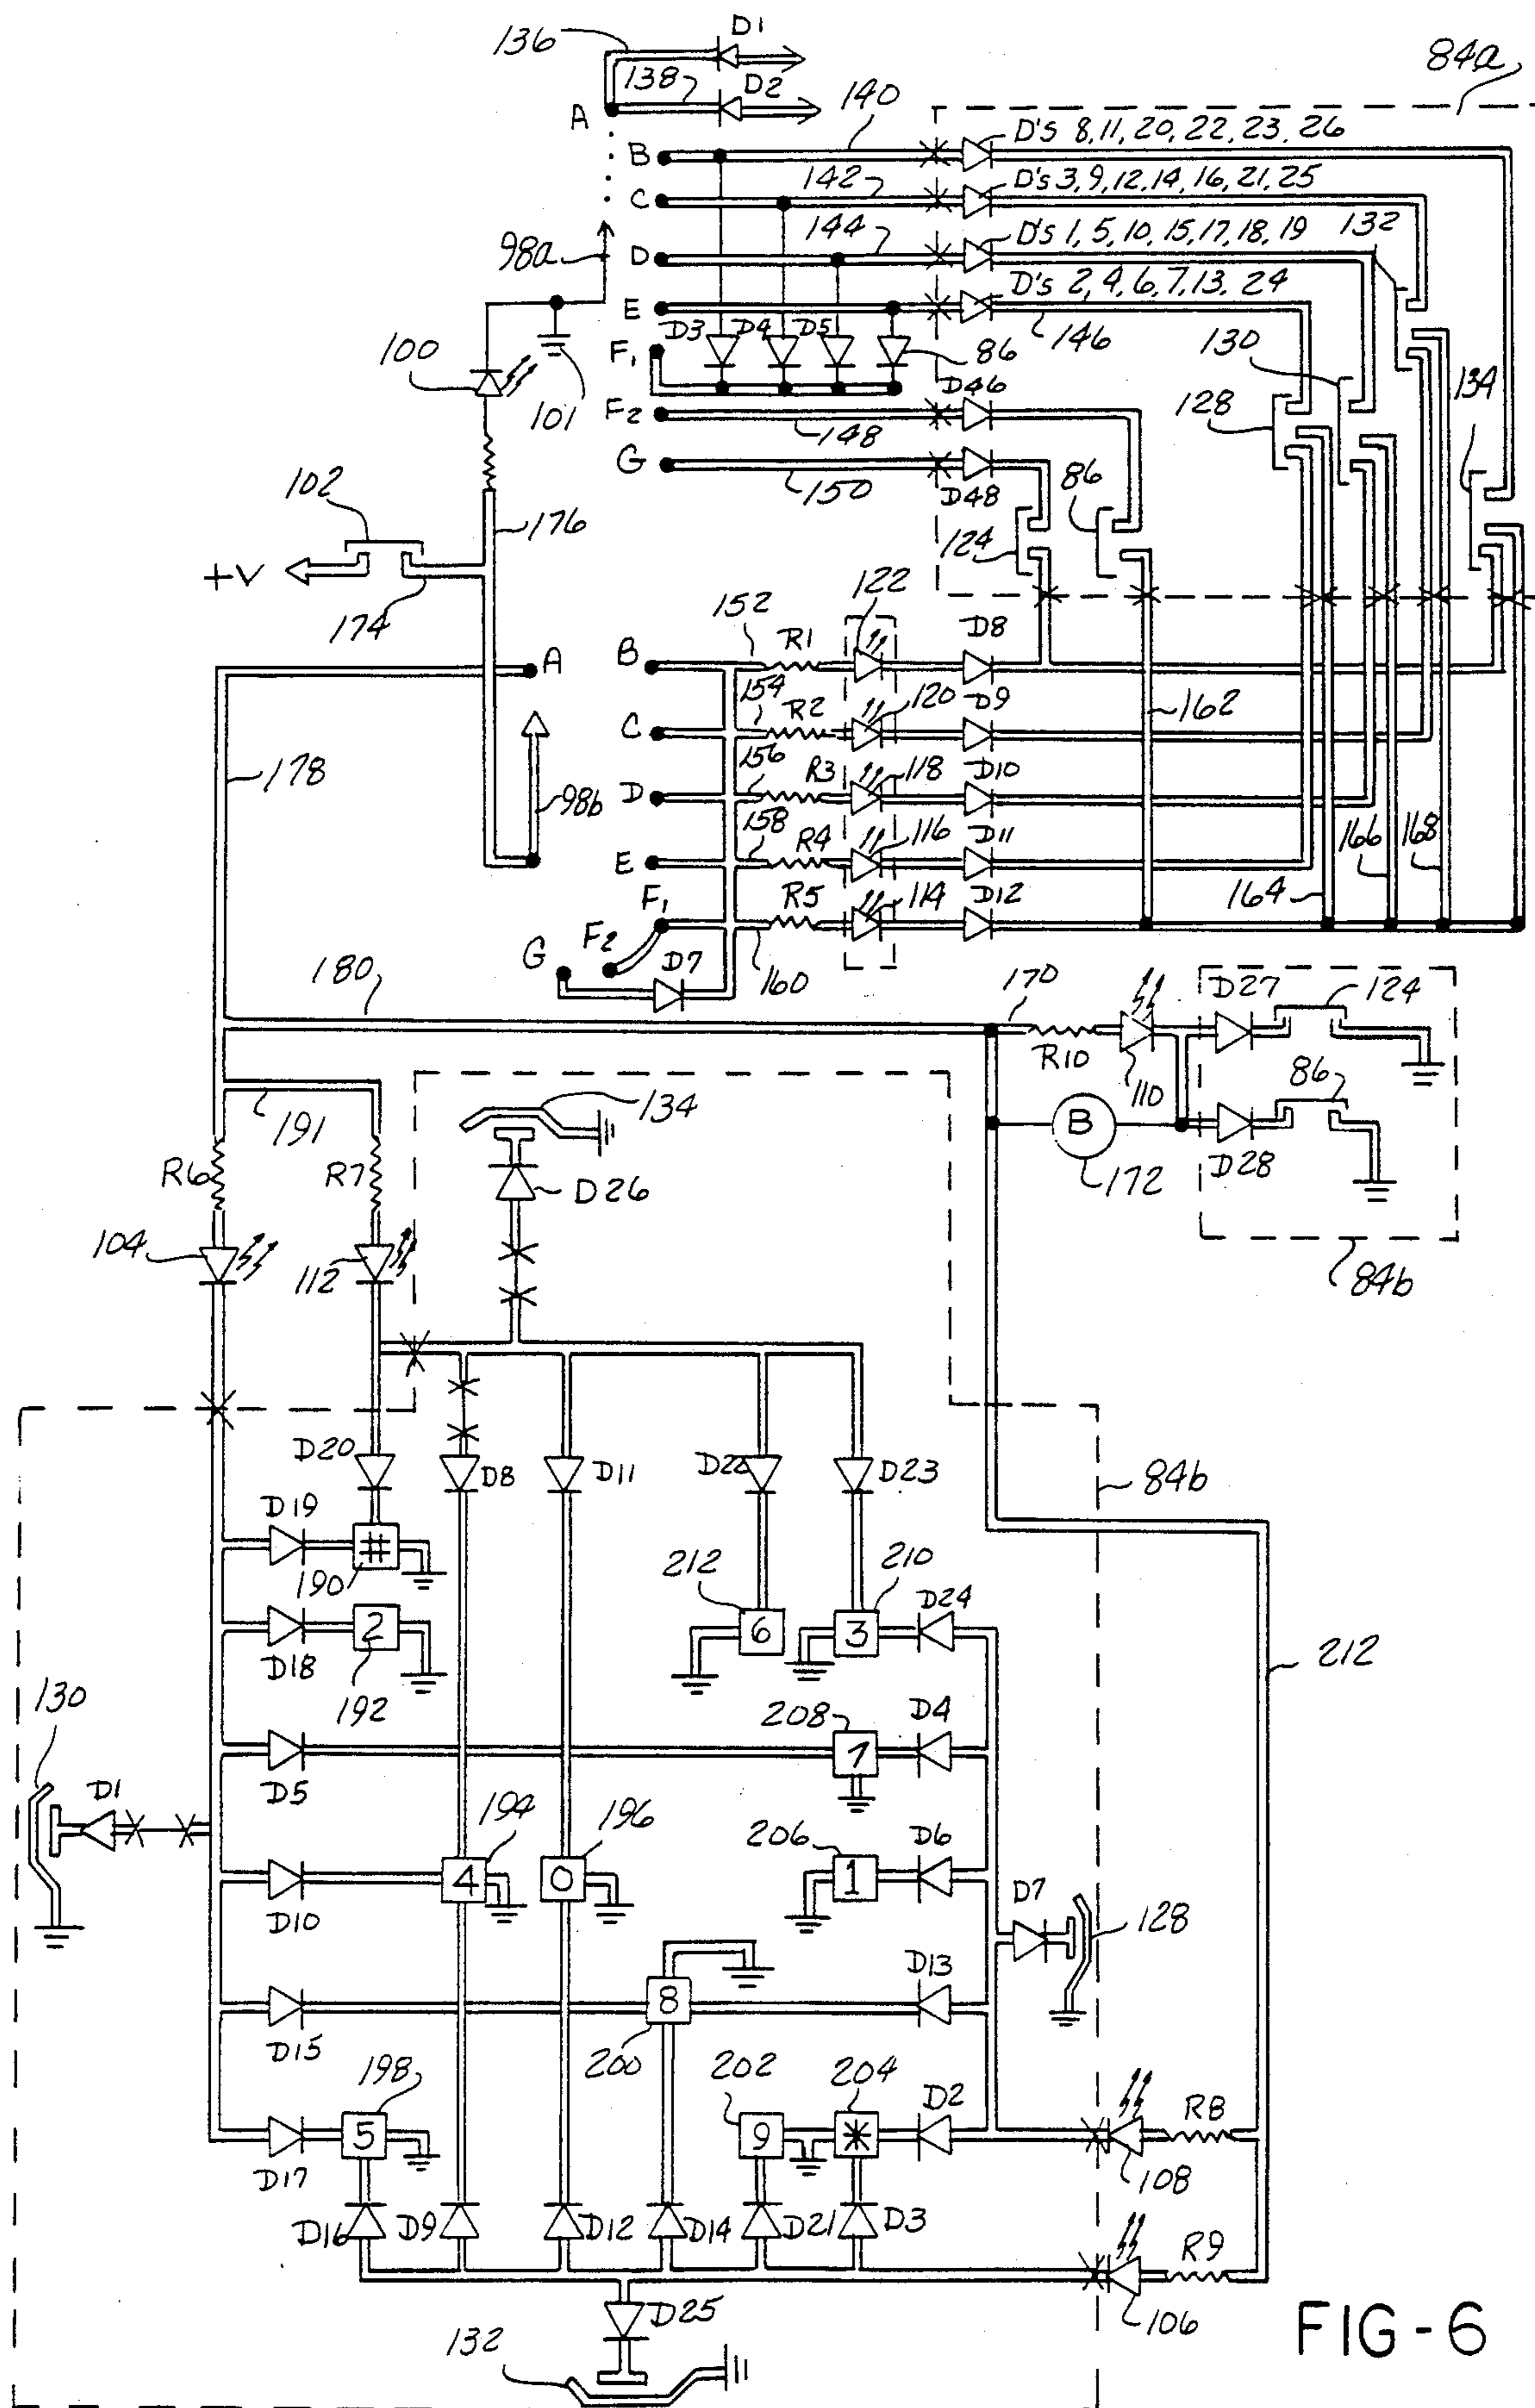 136
D1
84a
138
D2
A
140
B
D's 8, 11, 20, 22, 23, 26
142
C
D's 3, 9, 12, 14, 16, 21, 25
144
132
98a
D
D's 1, 5, 10, 15, 17, 18, 19
E
D's 2, 4, 6, 7, 13, 24
D3
D4
D5
146
100
F1
86
130
101
F2
D46
134
148
128
G
102
150
D48
86
176
124
+V
174
152
122
A
B
R1
D8
154
120
D9
162
C
R2
178
156
118
D10
D
R3
98b
158
116
D11
166
168
E
R4
F1
R5
114
D12
164
F2
G
D7
160
180
170
D27
124
R10
110
86
191
134
B
D28
172
R6
R7
D26
104
112
84b
D20
D8
D11
D22
D23
84b
D19
#
190
212
210
D24
2
6
3
D18
192
212
130
208
D4
7
D1
D5
194
196
206
D6
4
0
1
D7
D10
128
D13
8
D15
198
200
202
204
D2
R8
5
9
*
D17
108
D16
D9
D12
D14
D21
D3
R9
D25
106
132
FIG-6